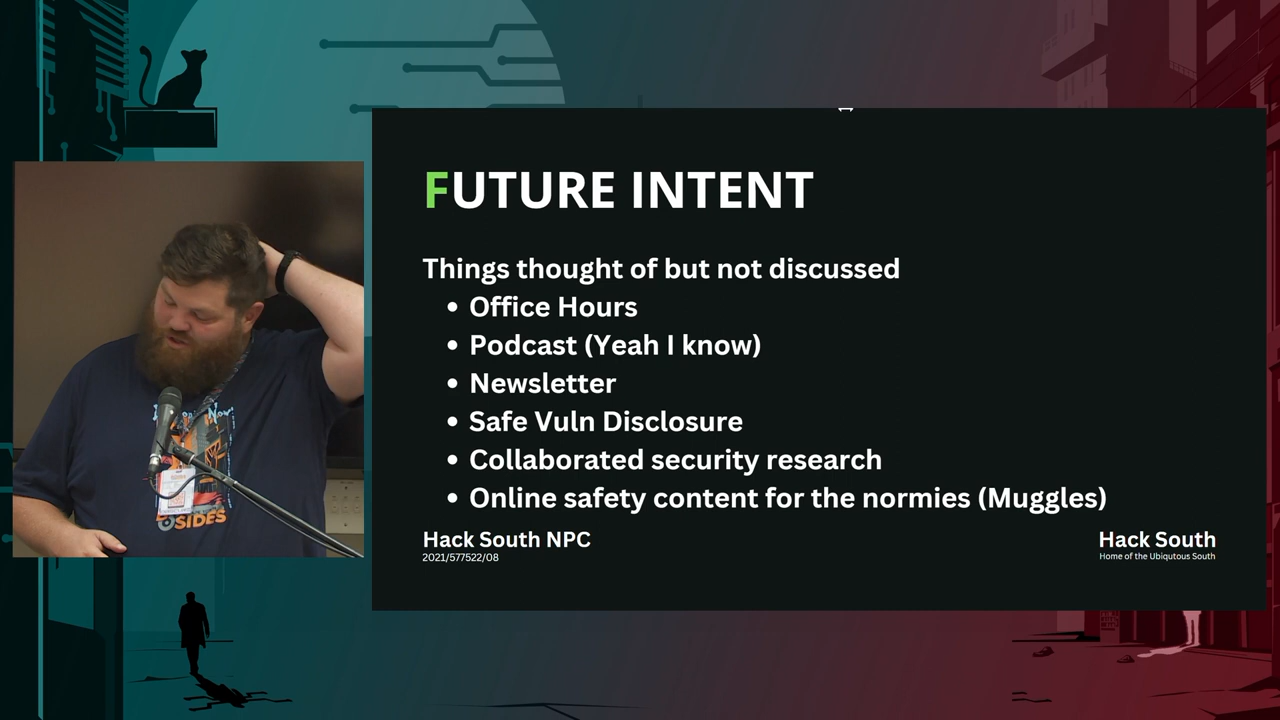 FUTURE INTENT
Things thought of but not discussed
• Office Hours
• Podcast (Yeah I know)
• Newsletter
• Safe Vuln Disclosure
• Collaborated security research
• Online safety content for the normies (Muggles)
Hack South NPC
2021/577522/08
Hack South
Home of the Ubiqutous South
SIDES